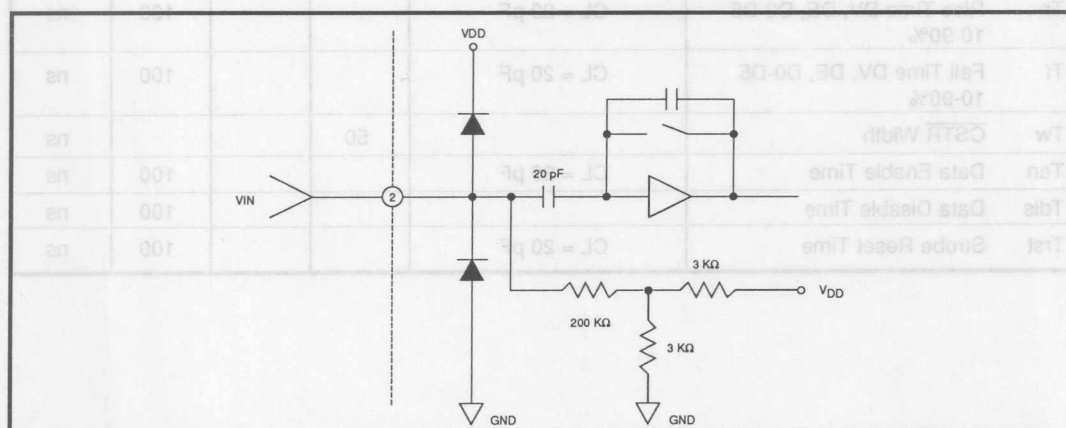 Tr Rise Time DV, DE, D0-D5 CL = 20 pF 100 ns
10-90%
Tf Fall Time DV, DE, D0-D5 CL = 20 pF - 100 ns
10-90%
Tw CSTR Width 50 ns
Ten Data Enable Time CL = 20 pF 100 ns
Tdis Data Disable Time 100 ns
Trst Strobe Reset Time CL = 20 pF 100 ns
VDD
20 pF
VIN
2
3 KΩ
VDD
200 KΩ
3 KΩ
GND
GND